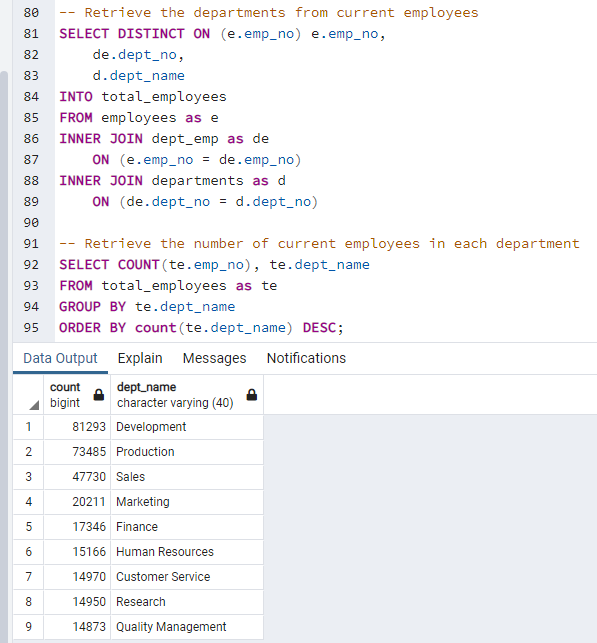 80 -- Retrieve the departments from current employees
81 SELECT DISTINCT ON (e.emp_no) e.emp_no,
82     de.dept_no,
83     d.dept_name
84 INTO total_employees
85 FROM employees as e
86 INNER JOIN dept_emp as de
87     ON (e.emp_no = de.emp_no)
88 INNER JOIN departments as d
89     ON (de.dept_no = d.dept_no)
90
91 -- Retrieve the number of current employees in each department
92 SELECT COUNT(te.emp_no), te.dept_name
93 FROM total_employees as te
94 GROUP BY te.dept_name
95 ORDER BY count(te.dept_name) DESC;
Data Output Explain Messages Notifications
count dept_name
bigint character varying (40)
1 81293 Development
2 73485 Production
3 47730 Sales
4 20211 Marketing
5 17346 Finance
6 15166 Human Resources
7 14970 Customer Service
8 14950 Research
9 14873 Quality Management